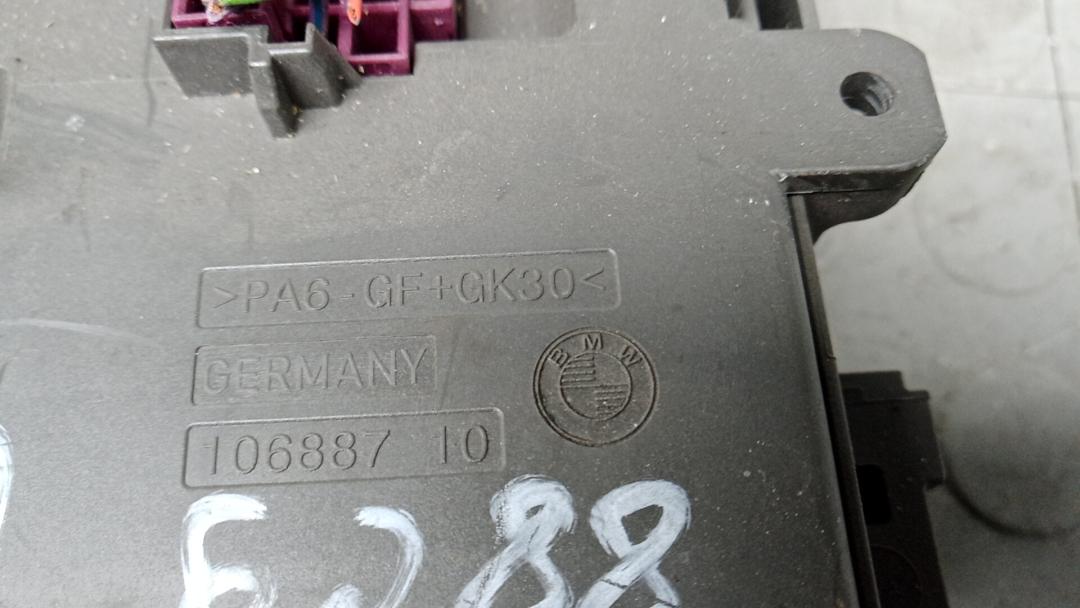 >PA6-GF+GK30<
GERMANY
BMW
106887 10